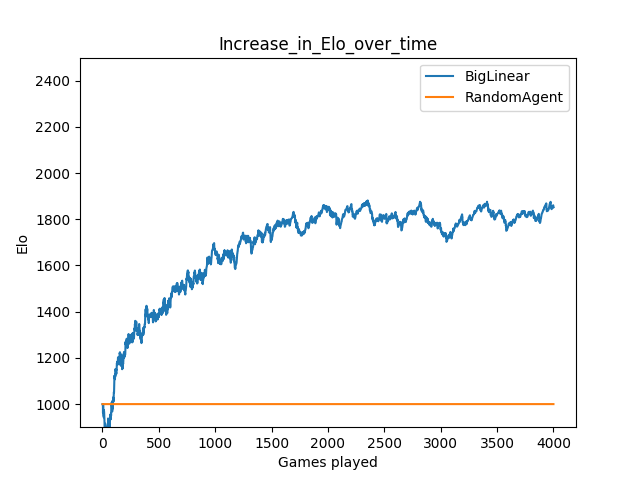 Increase_in_Elo_over_time
BigLinear
RandomAgent
2400
2200
2000
1800
1600
1400
1200
1000
Elo
0 500 1000 1500 2000 2500 3000 3500 4000
Games played